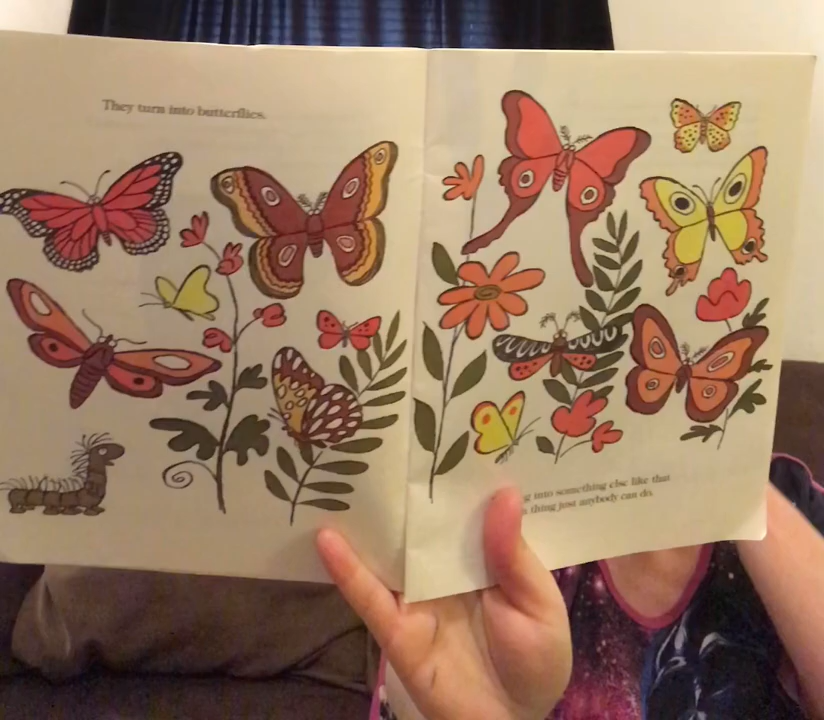 They turn into butterflies.
g into something else like that
thing just anybody can do.